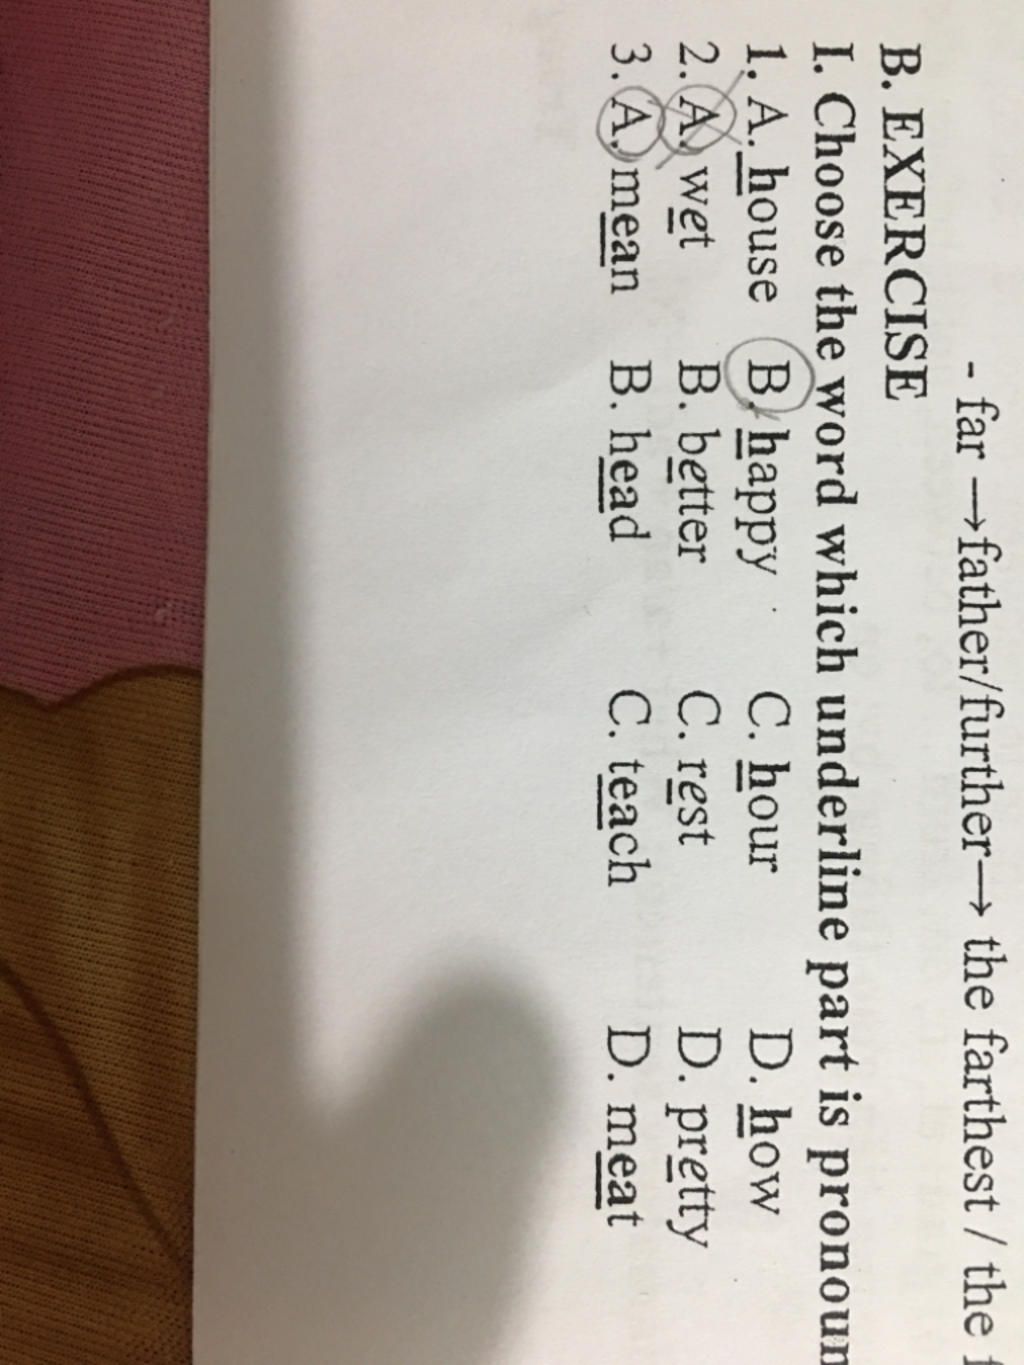 - far →father/further→ the farthest / the
B. EXERCISE
I. Choose the word which underline part is
1. A. house B. happy C. hour D. how
2. A. wet B. better C. rest D. pretty
3. A. mean B. head C. teach D. meat